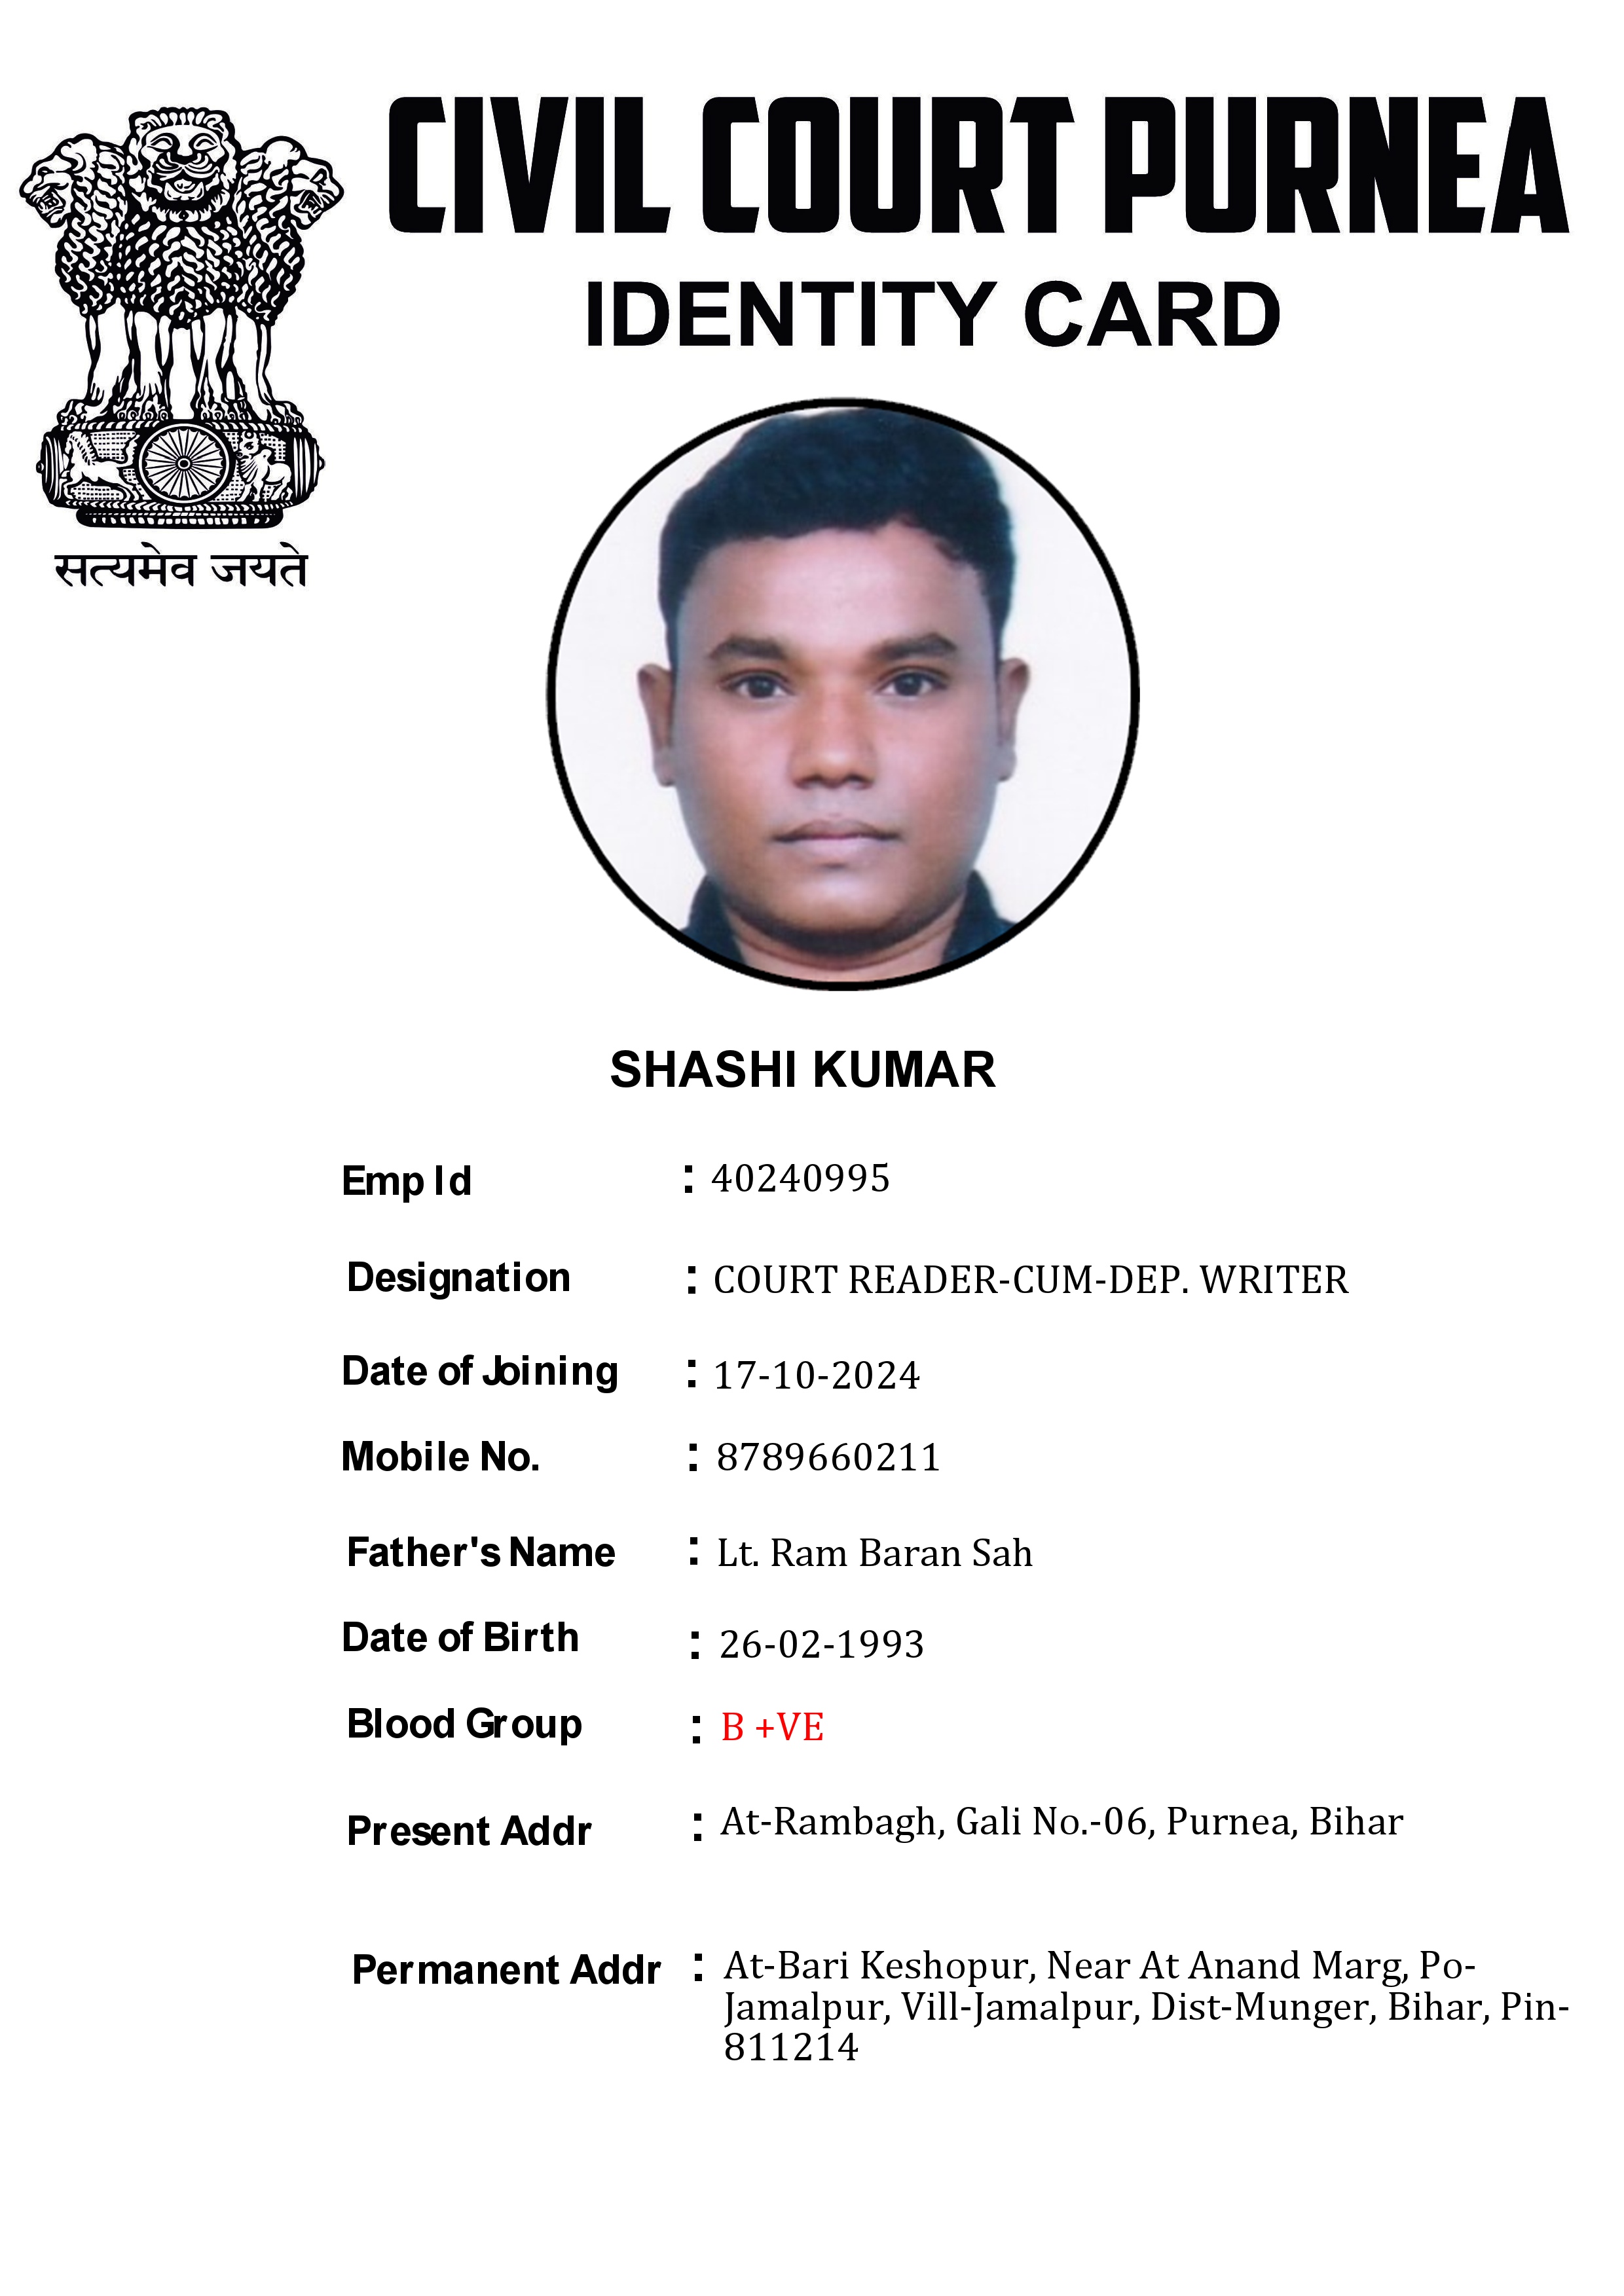 CIVIL COURT PURNEA
IDENTITY CARD
सत्यमेव जयते
SHASHI KUMAR
Emp Id : 40240995
Designation : COURT READER-CUM-DEP. WRITER
Date of Joining : 17-10-2024
Mobile No. : 8789660211
Father's Name : Lt. Ram Baran Sah
Date of Birth : 26-02-1993
Blood Group : B +VE
Present Addr : At-Rambagh, Gali No.-06, Purnea, Bihar
Permanent Addr : At-Bari Keshopur, Near At Anand Marg, Po-
Jamalpur, Vill-Jamalpur, Dist-Munger, Bihar, Pin-
811214